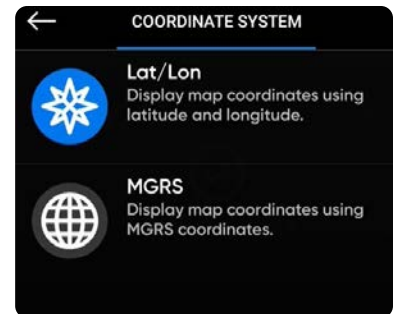 COORDINATE SYSTEM
Lat/Lon
Display map coordinates using
latitude and longitude.
MGRS
Display map coordinates using
MGRS coordinates.